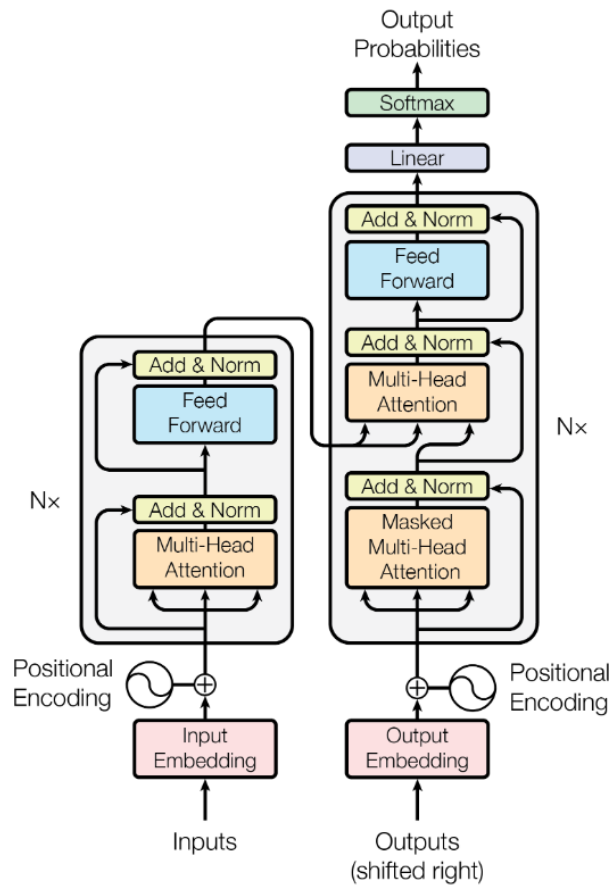 Output
Probabilities
Softmax
Linear
Add & Norm
Feed
Forward
Add & Norm
Multi-Head
Attention
Add & Norm
Masked
Multi-Head
Attention
Nx
Add & Norm
Feed
Forward
Add & Norm
Multi-Head
Attention
Nx
Positional
Encoding
Positional
Encoding
Input
Embedding
Output
Embedding
Inputs
Outputs
(shifted right)